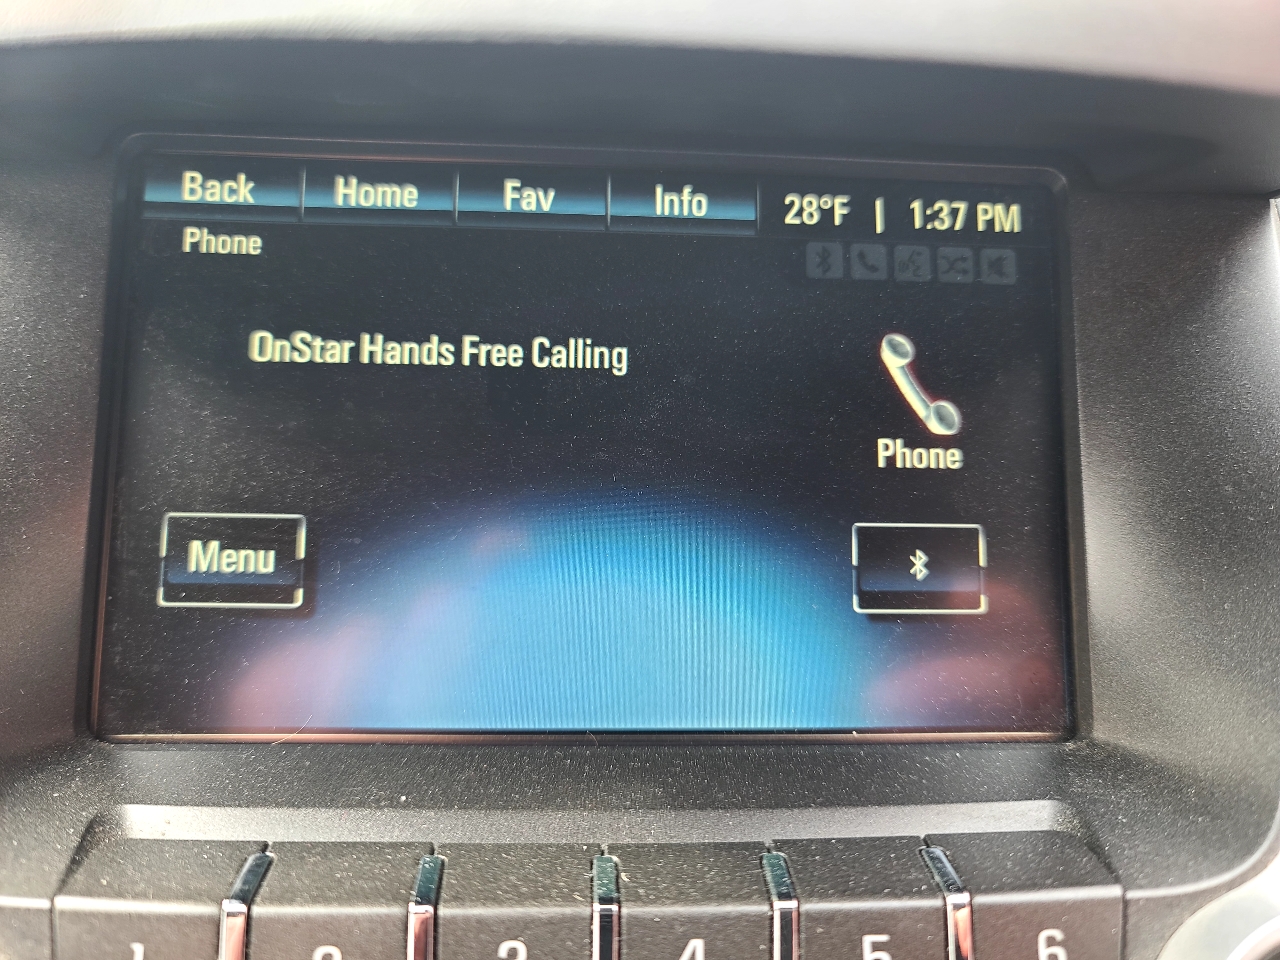 Back Home Fav Info 28°F | 1:37 PM
Phone
OnStar Hands Free Calling
Phone
Menu
1 2 3 4 5 6